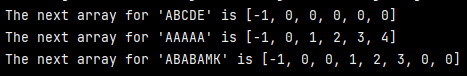 The next array for 'ABCDE' is [-1, 0, 0, 0, 0, 0]
The next array for 'AAAAA' is [-1, 0, 1, 2, 3, 4]
The next array for 'ABABAMK' is [-1, 0, 0, 1, 2, 3, 0, 0]